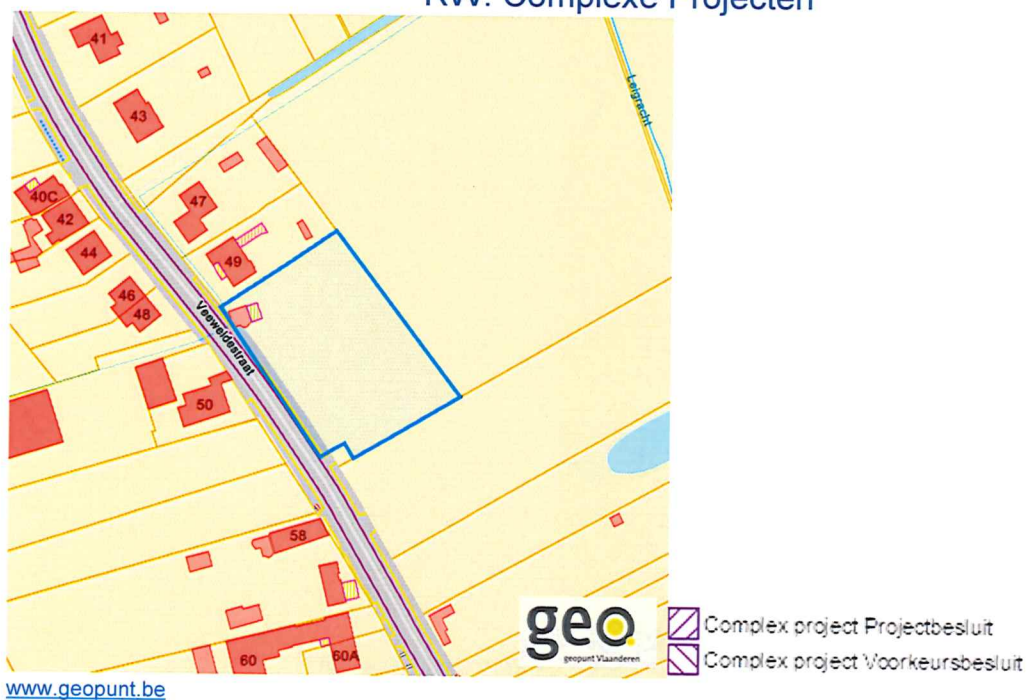 RW: Complexe Projecten
41
43
Leigracht
40C
42
44
47
49
46
48
Veeweidestraat
50
58
60
60A
geo
geopunt Vlaanderen
Complex project Projectbesluit
Complex project Voorkeursbesluit
www.geopunt.be